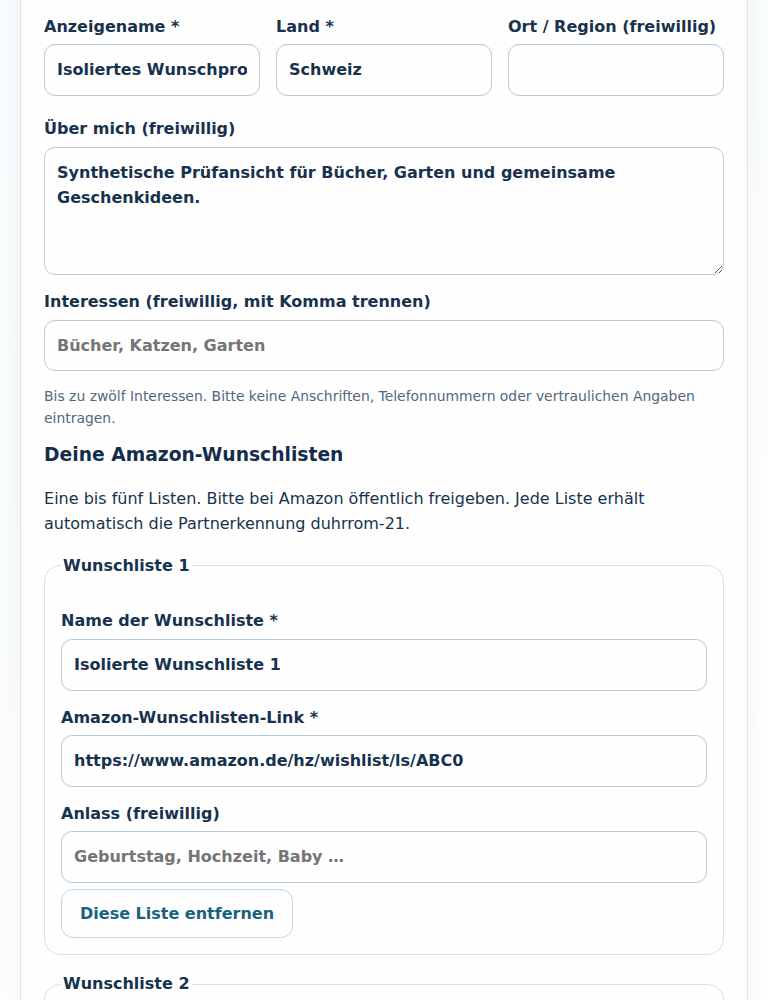 Anzeigename *
Land *
Ort / Region (freiwillig)
Isoliertes Wunschpro
Schweiz
Über mich (freiwillig)
Synthetische Prüfansicht für Bücher, Garten und gemeinsame
Geschenkideen.
Interessen (freiwillig, mit Komma trennen)
Bücher, Katzen, Garten
Bis zu zwölf Interessen. Bitte keine Anschriften, Telefonnummern oder vertraulichen Angaben
eintragen.
Deine Amazon-Wunschlisten
Eine bis fünf Listen. Bitte bei Amazon öffentlich freigeben. Jede Liste erhält
automatisch die Partnerkennung duhrrom-21.
Wunschliste 1
Name der Wunschliste *
Isolierte Wunschliste 1
Amazon-Wunschlisten-Link *
https://www.amazon.de/hz/wishlist/ls/ABC0
Anlass (freiwillig)
Geburtstag, Hochzeit, Baby …
Diese Liste entfernen
Wunschliste 2